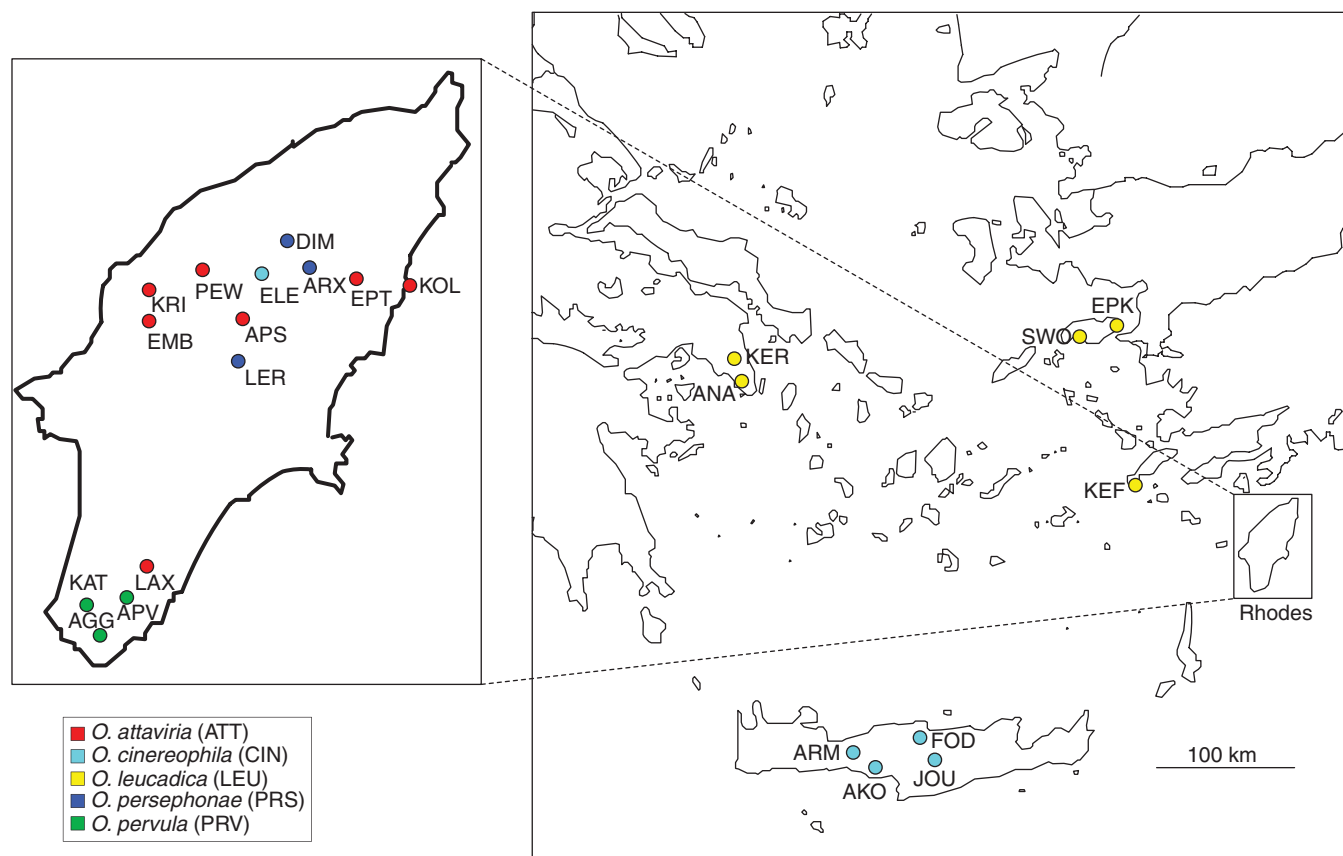 DIM
PEW
ELE
ARX
EPT
KOL
KRI
EMB
APS
LER
KAT
LAX
AGG
APV
EPK
SWO
KER
ANA
KEF
Rhodes
ARM
FOD
AKO
JOU
100 km
O. attaviria (ATT)
O. cinereophila (CIN)
O. leucadica (LEU)
O. persephonae (PRS)
O. pervula (PRV)